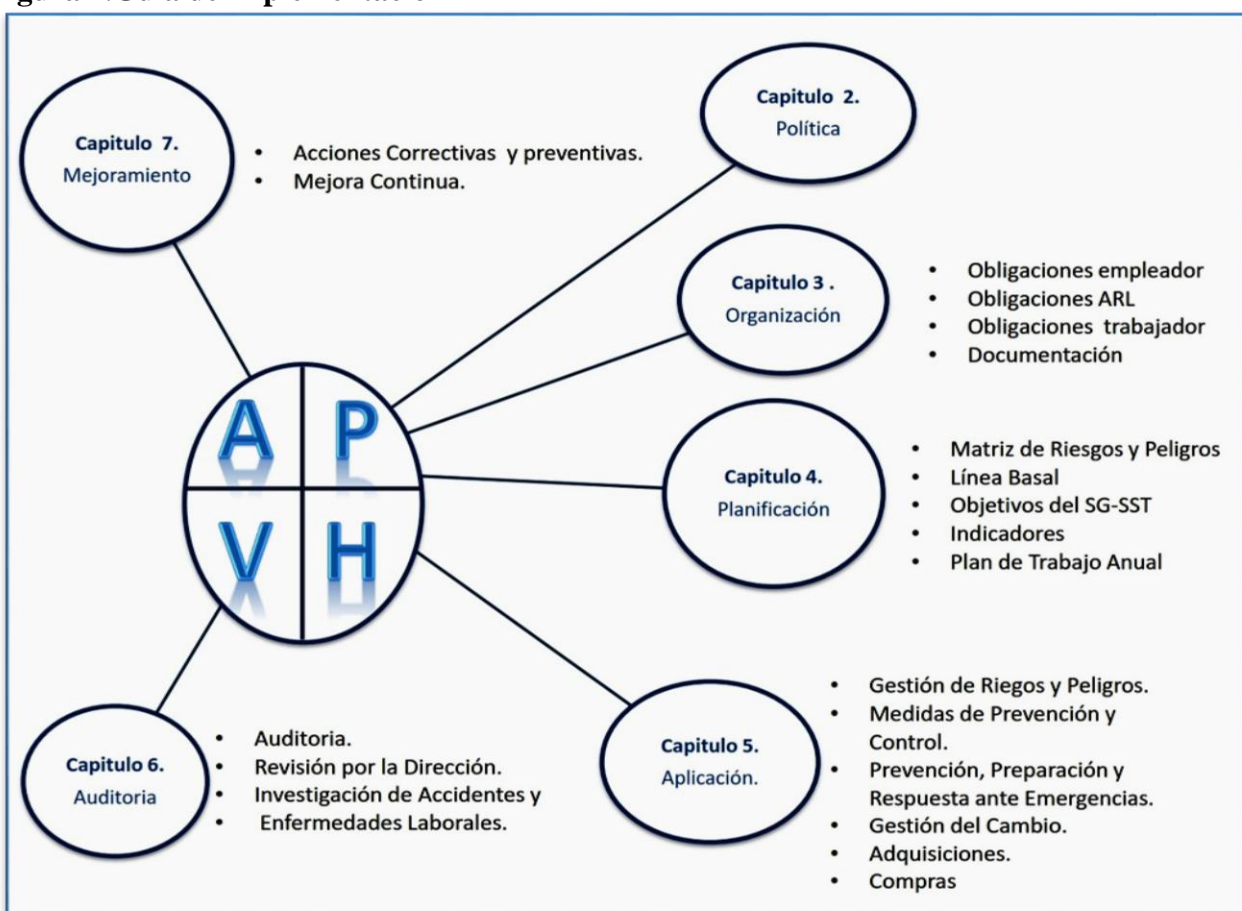 Capitulo 7.
Mejoramiento
• Acciones Correctivas y preventivas.
• Mejora Continua.
Capitulo 2.
Política
Capitulo 3 .
Organización
• Obligaciones empleador
• Obligaciones ARL
• Obligaciones trabajador
• Documentación
A P
V H
Capitulo 4.
Planificación
• Matriz de Riesgos y Peligros
• Línea Basal
• Objetivos del SG-SST
• Indicadores
• Plan de Trabajo Anual
Capitulo 6.
Auditoria
• Auditoria.
• Revisión por la Dirección.
• Investigación de Accidentes y
• Enfermedades Laborales.
Capitulo 5.
Aplicación.
• Gestión de Riegos y Peligros.
• Medidas de Prevención y
Control.
• Prevención, Preparación y
Respuesta ante Emergencias.
• Gestión del Cambio.
• Adquisiciones.
• Compras